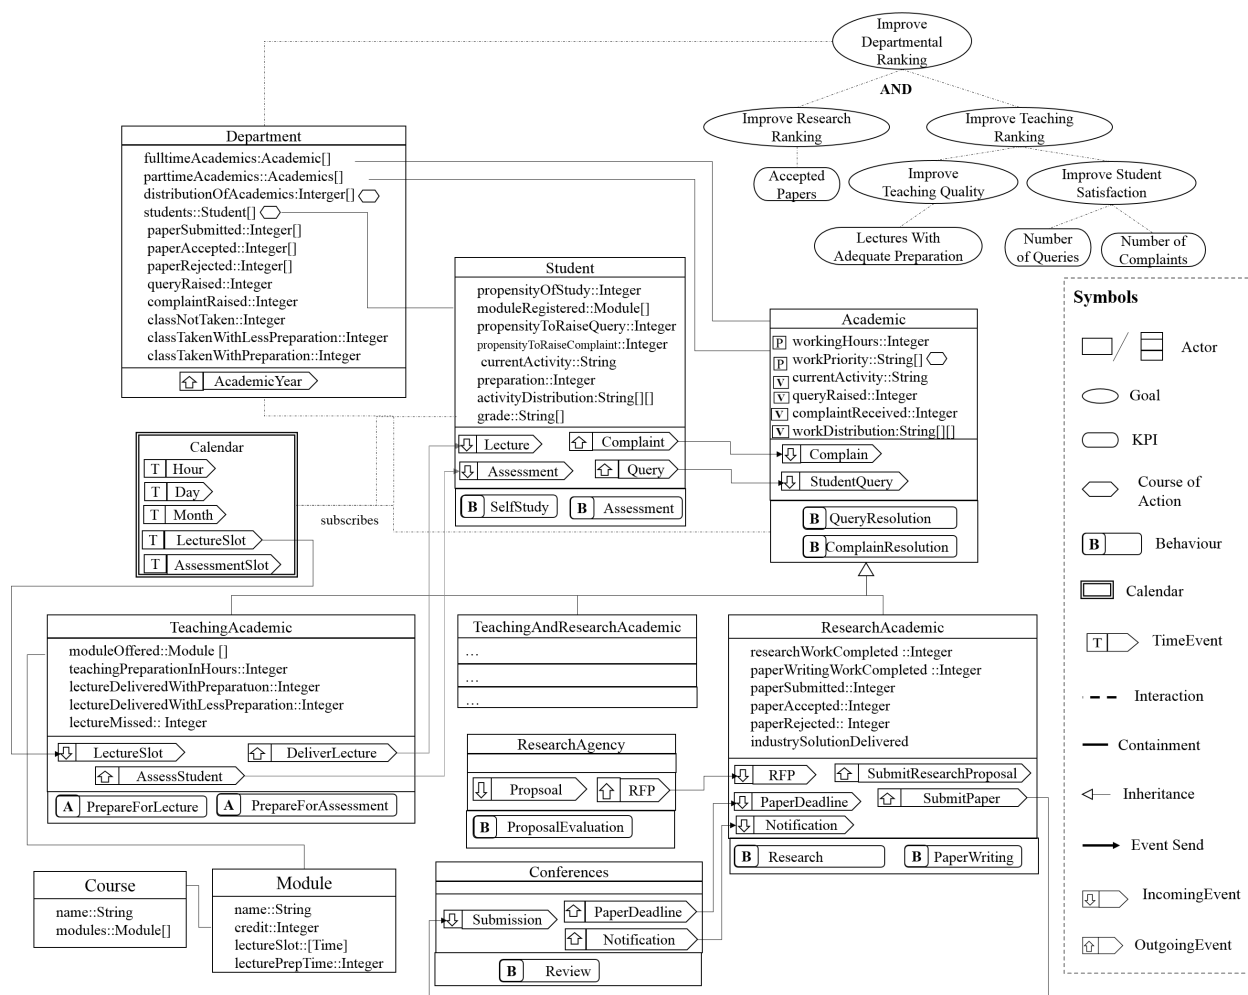 Improve
Departmental
Ranking
AND
Improve Research
Ranking
Improve Teaching
Ranking
Accepted
Papers
Improve
Teaching Quality
Improve Student
Satisfaction
Lectures With
Adequate Preparation
Number
of Queries
Number of
Complaints
Department
fulltimeAcademics:Academic[]
parttimeAcademics::Academics[]
distributionOfAcademics:Interger[]
students::Student[]
paperSubmitted::Integer[]
paperAccepted::Integer[]
paperRejected::Integer[]
queryRaised::Integer
complaintRaised::Integer
classNotTaken::Integer
classTakenWithLessPreparation::Integer
classTakenWithPreparation::Integer
AcademicYear
Student
propensityOfStudy::Integer
moduleRegistered::Module[]
propensityToRaiseQuery::Integer
propensityToRaiseComplaint::Integer
currentActivity::String
preparation::Integer
activityDistribution:String[][]
grade::String[]
Lecture
Complaint
Assessment
Query
B SelfStudy
B Assessment
Academic
P workingHours::Integer
P workPriority::String[]
V currentActivity::String
V queryRaised::Integer
V complaintReceived::Integer
V workDistribution:String[][]
Complain
StudentQuery
B QueryResolution
B ComplainResolution
Calendar
T Hour
T Day
T Month
T LectureSlot
T AssessmentSlot
subscribes
TeachingAcademic
moduleOffered::Module []
teachingPreparationInHours::Integer
lectureDeliveredWithPreparatuon::Integer
lectureDeliveredWithLessPreparation::Integer
lectureMissed:: Integer
LectureSlot
DeliverLecture
AssessStudent
A PrepareForLecture
A PrepareForAssessment
TeachingAndResearchAcademic
…
…
…
ResearchAcademic
researchWorkCompleted ::Integer
paperWritingWorkCompleted ::Integer
paperSubmitted::Integer
paperAccepted::Integer
paperRejected:: Integer
industrySolutionDelivered
RFP
SubmitResearchProposal
PaperDeadline
SubmitPaper
Notification
B Research
B PaperWriting
ResearchAgency
Propsoal
RFP
B ProposalEvaluation
Conferences
Submission
PaperDeadline
Notification
B Review
Course
name::String
modules::Module[]
Module
name::String
credit::Integer
lectureSlot::[Time]
lecturePrepTime::Integer
Symbols
Actor
Goal
KPI
Course of
Action
B Behaviour
Calendar
T TimeEvent
Interaction
Containment
Inheritance
Event Send
IncomingEvent
OutgoingEvent